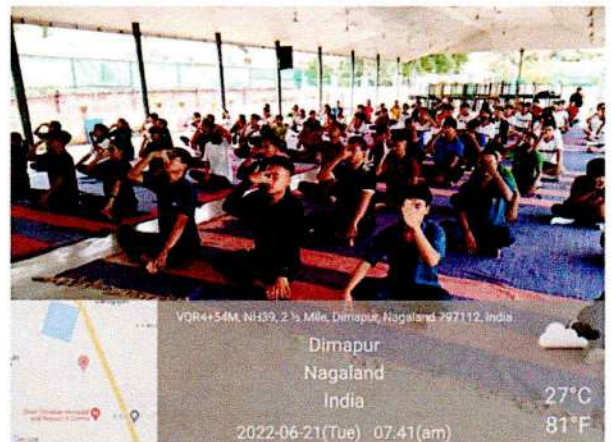 VQR4+54M, NH39, 2 ½ Mile, Dimapur, Nagaland 797112, India
Dimapur
Nagaland
India
27°C
2022-06-21(Tue) 07:41(am)
81°F